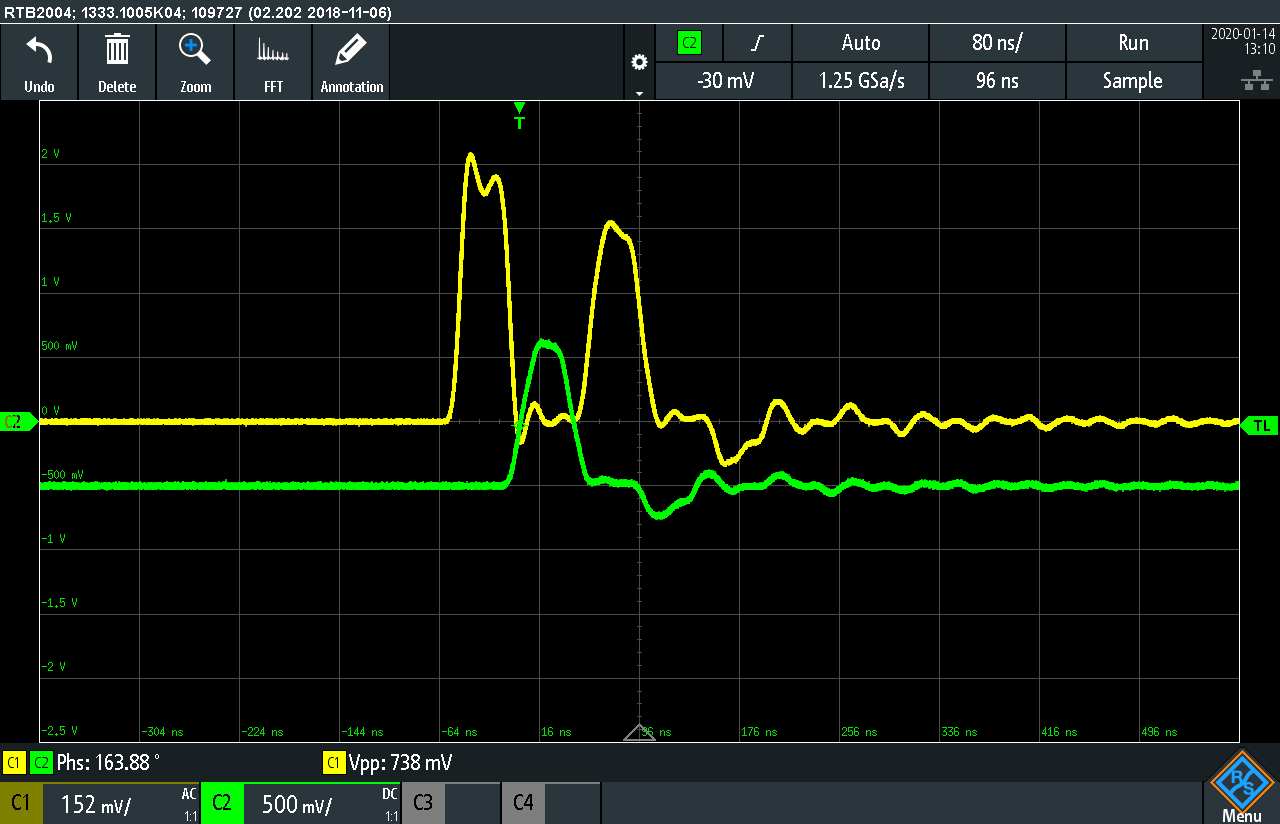 RTB2004; 1333.1005K04; 109727 (02.202 2018-11-06)
Undo Delete Zoom FFT Annotation
C2 Auto 80 ns/ Run
-30 mV 1.25 GSa/s 96 ns Sample
2020-01-14
13:10
T
2 V
1.5 V
1 V
500 mV
0 V
C2
TL
-500 mV
-1 V
-1.5 V
-2 V
-2.5 V
-304 ns -224 ns -144 ns -64 ns 16 ns 96 ns 176 ns 256 ns 336 ns 416 ns 496 ns
C1 C2 Phs: 163.88 ° C1 Vpp: 738 mV
C1 152 mV/ AC 1:1 C2 500 mV/ DC 1:1 C3 C4
R S
Menu